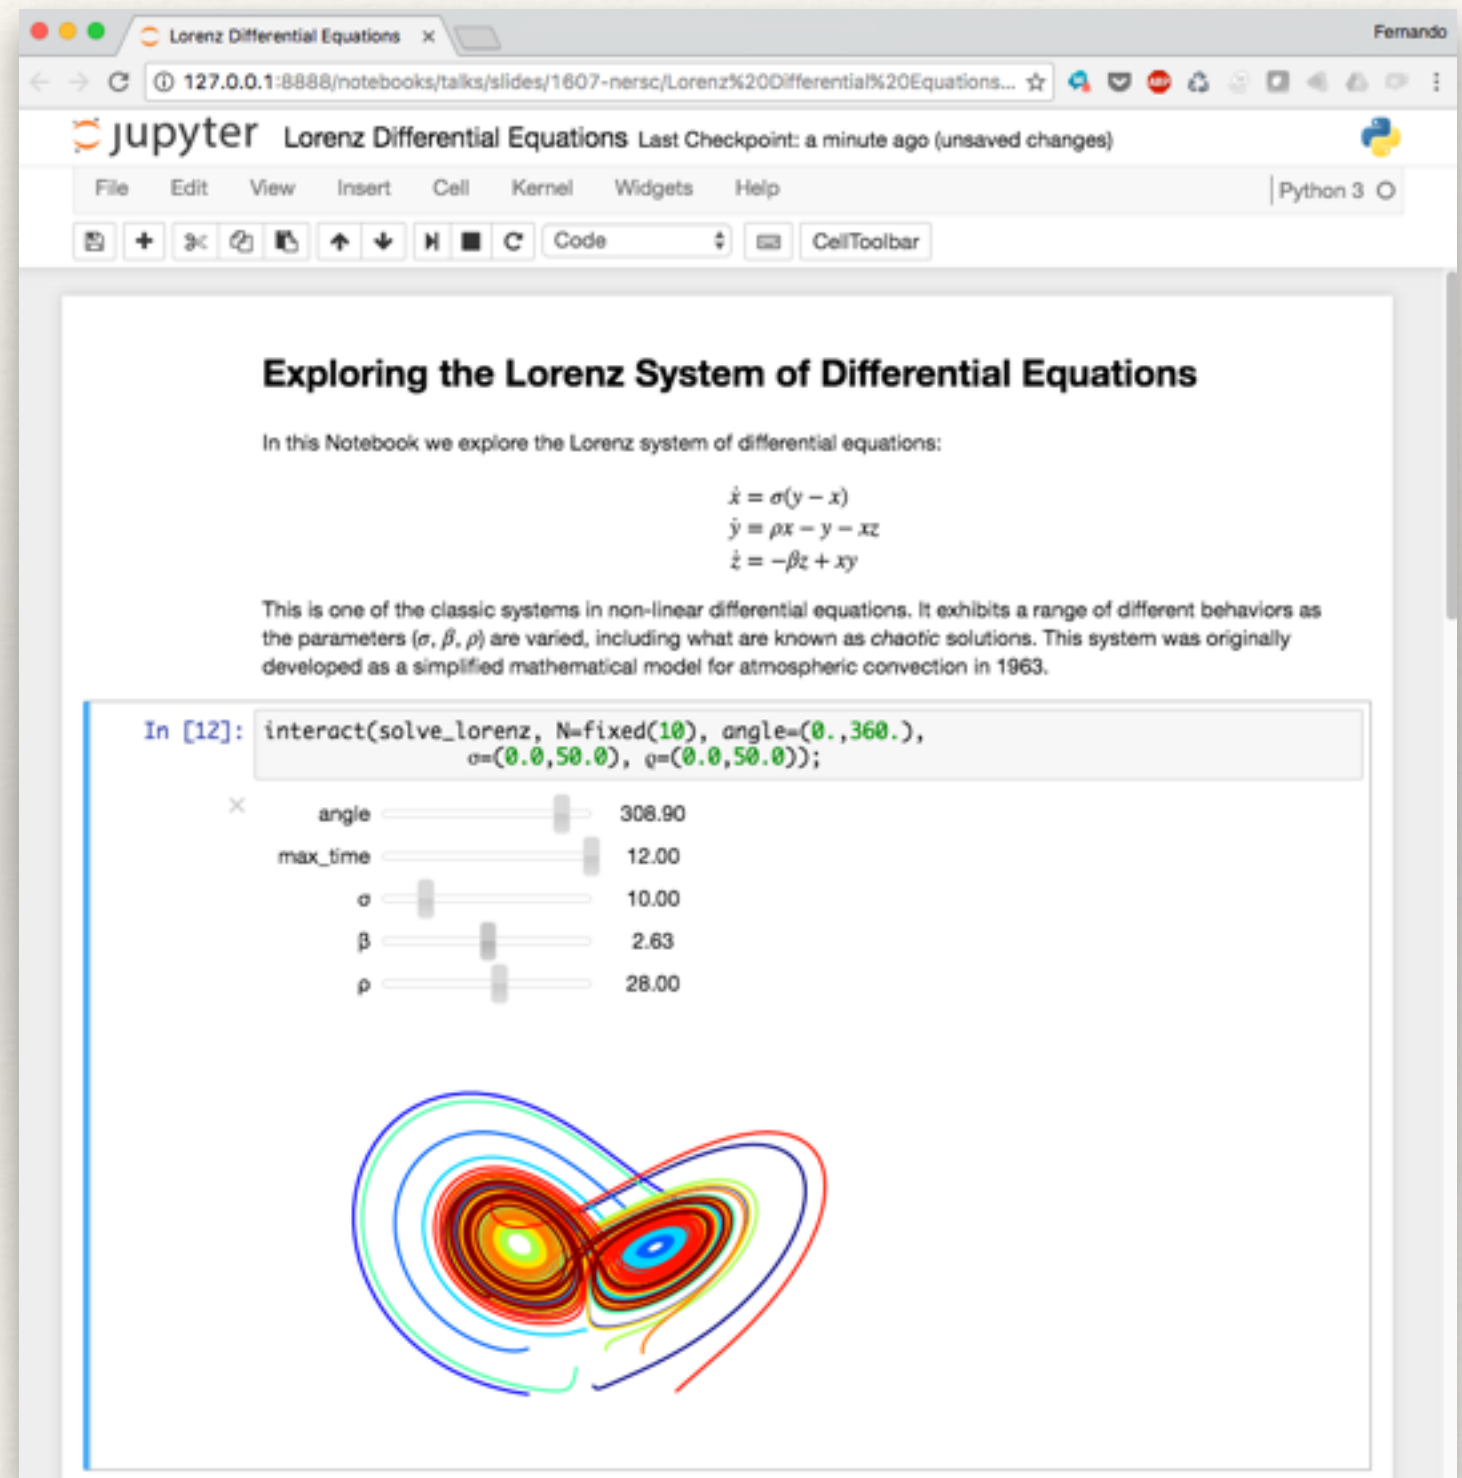 Lorenz Differential Equations
Fernando
127.0.0.1:8888/notebooks/talks/slides/1607-nersc/Lorenz%20Differential%20Equations...
jupyter Lorenz Differential Equations Last Checkpoint: a minute ago (unsaved changes)
File Edit View Insert Cell Kernel Widgets Help Python 3
Code CellToolbar
Exploring the Lorenz System of Differential Equations
In this Notebook we explore the Lorenz system of differential equations:
ẋ = σ(y − x)
ẏ = ρx − y − xz
ż = −βz + xy
This is one of the classic systems in non-linear differential equations. It exhibits a range of different behaviors as
the parameters (σ, β, ρ) are varied, including what are known as chaotic solutions. This system was originally
developed as a simplified mathematical model for atmospheric convection in 1963.
In [12]: interact(solve_lorenz, N=fixed(10), angle=(0.,360.),
σ=(0.0,50.0), ρ=(0.0,50.0));
angle 308.90
max_time 12.00
σ 10.00
β 2.63
ρ 28.00